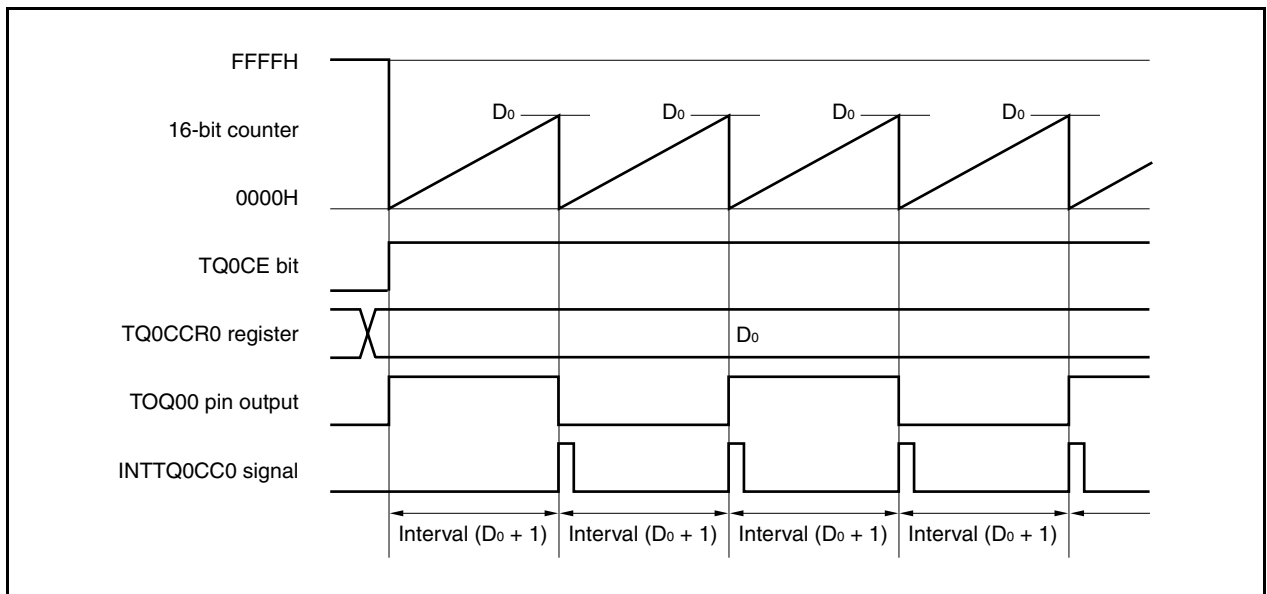 FFFFH
D0 D0 D0 D0
16-bit counter
0000H
TQ0CE bit
TQ0CCR0 register D0
TOQ00 pin output
INTTQ0CC0 signal
Interval (D0 + 1) Interval (D0 + 1) Interval (D0 + 1) Interval (D0 + 1)